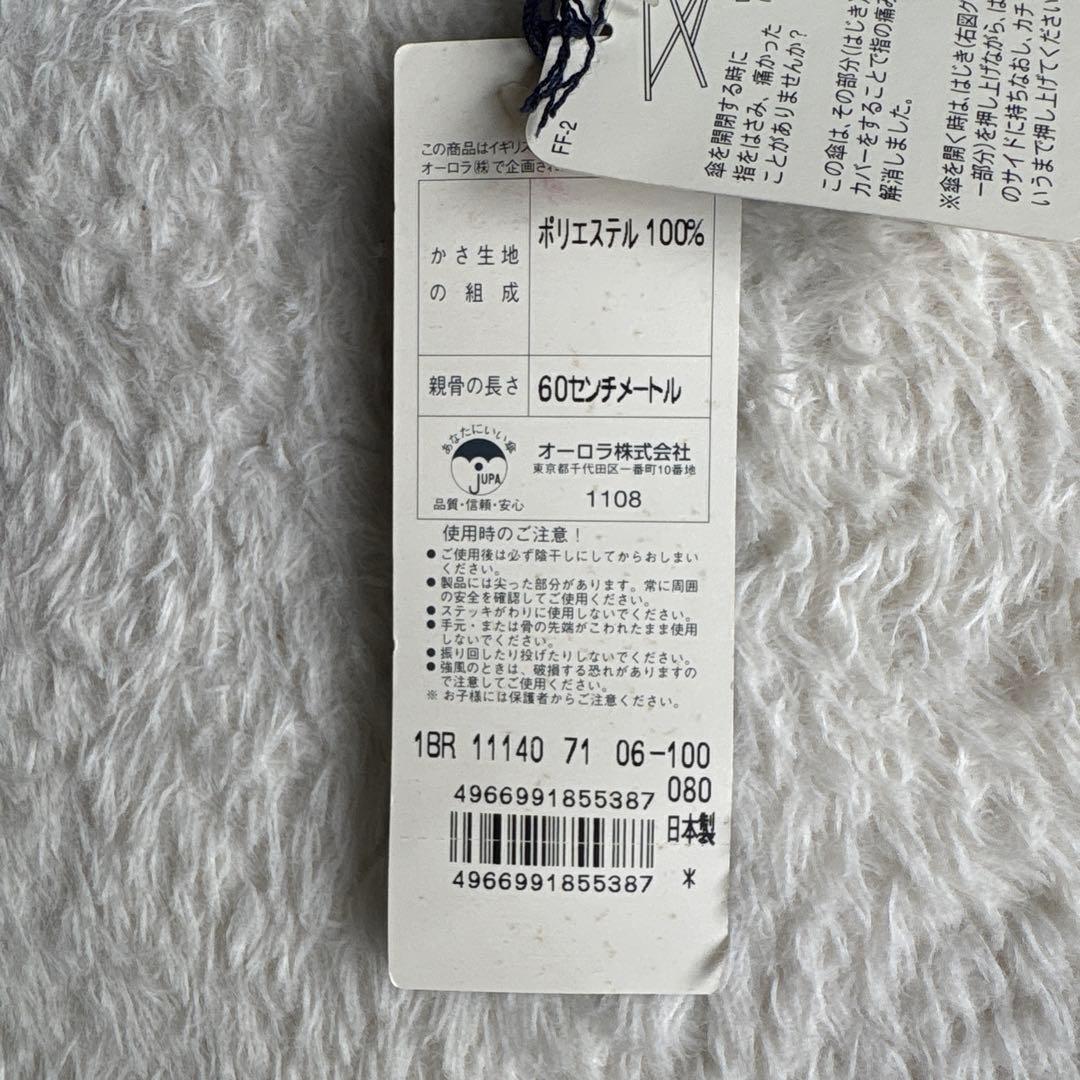 FF-2
傘を開閉する時に
指をはさみ、痛かった
ことがありませんか?
この傘は、その部分(はじき)
カバーをすることで指の痛み
解消しました。
※傘を開く時は、はじき(右図
ー部分)を押し上げながら、
のサイドに持ちなおし、カチ
いうまで押し上げてください
この商品はイギリス
オーロラ㈱で企画され
かさ生地
の組成
ポリエステル 100%
親骨の長さ
60センチメートル
あなたにいい傘
JUPA
品質・信頼・安心
オーロラ株式会社
東京都千代田区一番町10番地
1108
使用時のご注意!
● ご使用後は必ず陰干しにしてからおしまい
ください。
● 製品には尖った部分があります。常に周囲
の安全を確認してご使用ください。
● ステッキがわりに使用しないでください。
● 手元・または骨の先端がこわれたまま使用
しないでください。
● 振り回したり投げたりしないでください。
● 強風のときは、破損する恐れがありますの
で注意してご使用ください。
※ お子様には保護者からご注意ください。
1BR 11140 71 06-100
080
4966991855387
日本製
4966991855387
＊